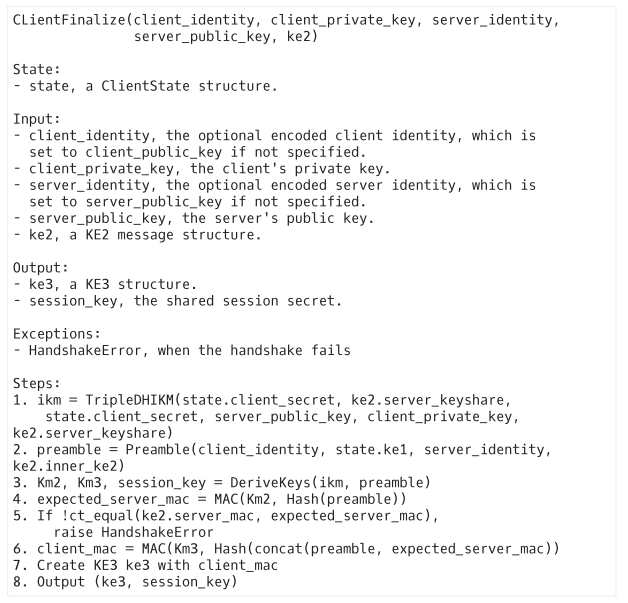 CLientFinalize(client_identity, client_private_key, server_identity,
server_public_key, ke2)
State:
- state, a ClientState structure.
Input:
- client_identity, the optional encoded client identity, which is
set to client_public_key if not specified.
- client_private_key, the client's private key.
- server_identity, the optional encoded server identity, which is
set to server_public_key if not specified.
- server_public_key, the server's public key.
- ke2, a KE2 message structure.
Output:
- ke3, a KE3 structure.
- session_key, the shared session secret.
Exceptions:
- HandshakeError, when the handshake fails
Steps:
1. ikm = TripleDHIKM(state.client_secret, ke2.server_keyshare,
state.client_secret, server_public_key, client_private_key,
ke2.server_keyshare)
2. preamble = Preamble(client_identity, state.ke1, server_identity,
ke2.inner_ke2)
3. Km2, Km3, session_key = DeriveKeys(ikm, preamble)
4. expected_server_mac = MAC(Km2, Hash(preamble))
5. If !ct_equal(ke2.server_mac, expected_server_mac),
raise HandshakeError
6. client_mac = MAC(Km3, Hash(concat(preamble, expected_server_mac))
7. Create KE3 ke3 with client_mac
8. Output (ke3, session_key)